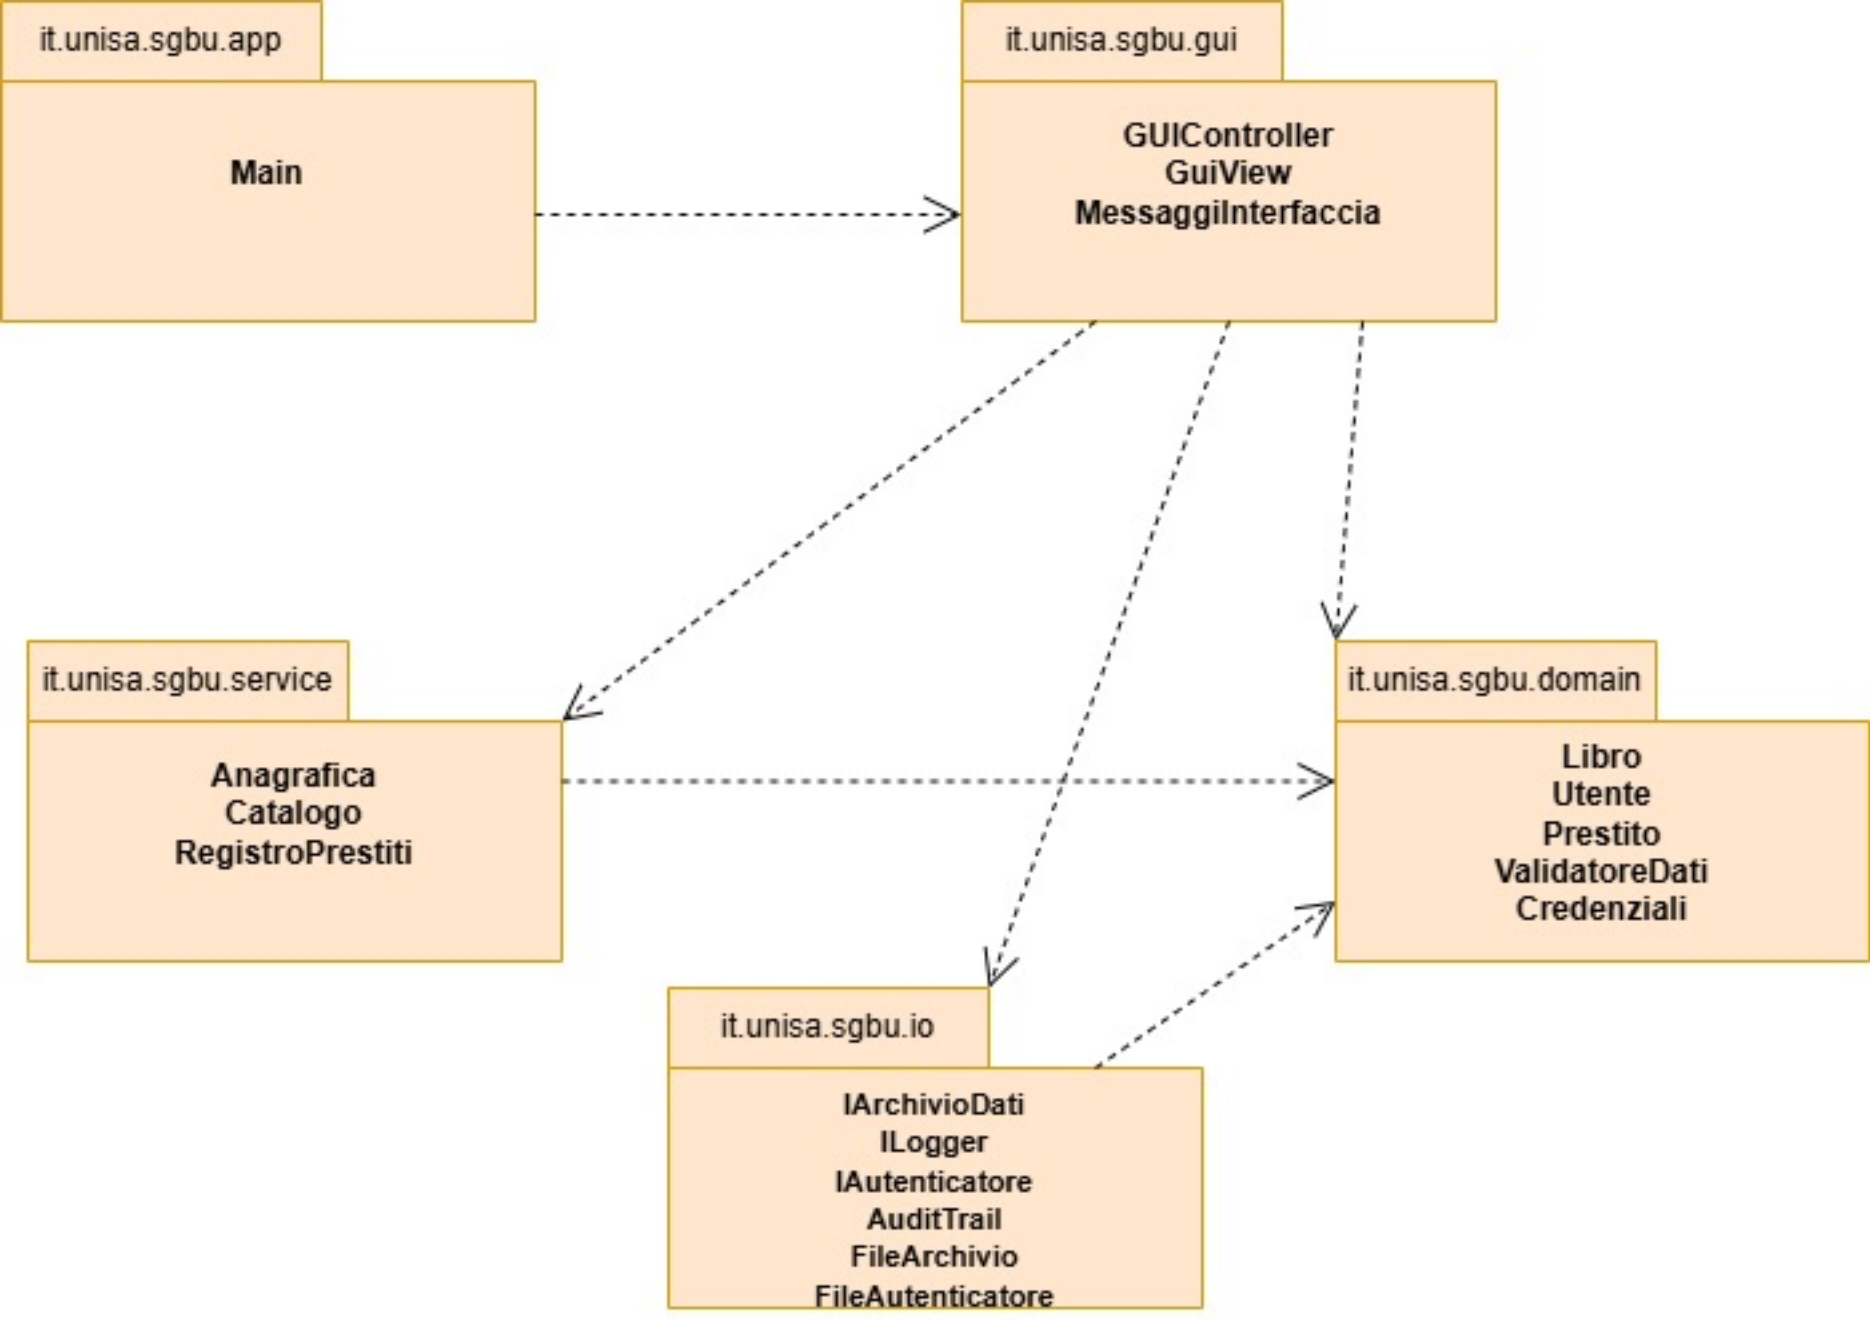 it.unisa.sgbu.app
Main
it.unisa.sgbu.gui
GUIController
GuiView
MessaggiInterfaccia
it.unisa.sgbu.service
Anagrafica
Catalogo
RegistroPrestiti
it.unisa.sgbu.domain
Libro
Utente
Prestito
ValidatoreDati
Credenziali
it.unisa.sgbu.io
IArchivioDati
ILogger
IAutenticatore
AuditTrail
FileArchivio
FileAutenticatore